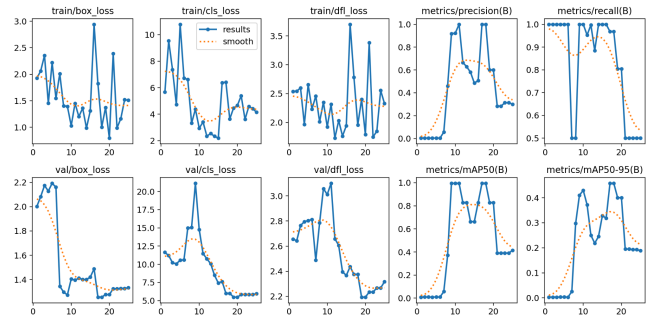 train/box_loss
train/cls_loss
train/dfl_loss
metrics/precision(B)
metrics/recall(B)
results
smooth
3.0
2.5
2.0
1.5
1.0
0 10 20
10
8
6
4
2
0 10 20
3.5
3.0
2.5
2.0
0 10 20
1.0
0.8
0.6
0.4
0.2
0.0
0 10 20
1.0
0.9
0.8
0.7
0.6
0.5
0 10 20
val/box_loss
val/cls_loss
val/dfl_loss
metrics/mAP50(B)
metrics/mAP50-95(B)
2.2
2.0
1.8
1.6
1.4
0 10 20
20.0
17.5
15.0
12.5
10.0
7.5
5.0
0 10 20
3.0
2.8
2.6
2.4
2.2
0 10 20
1.0
0.8
0.6
0.4
0.2
0.0
0 10 20
0.4
0.3
0.2
0.1
0.0
0 10 20